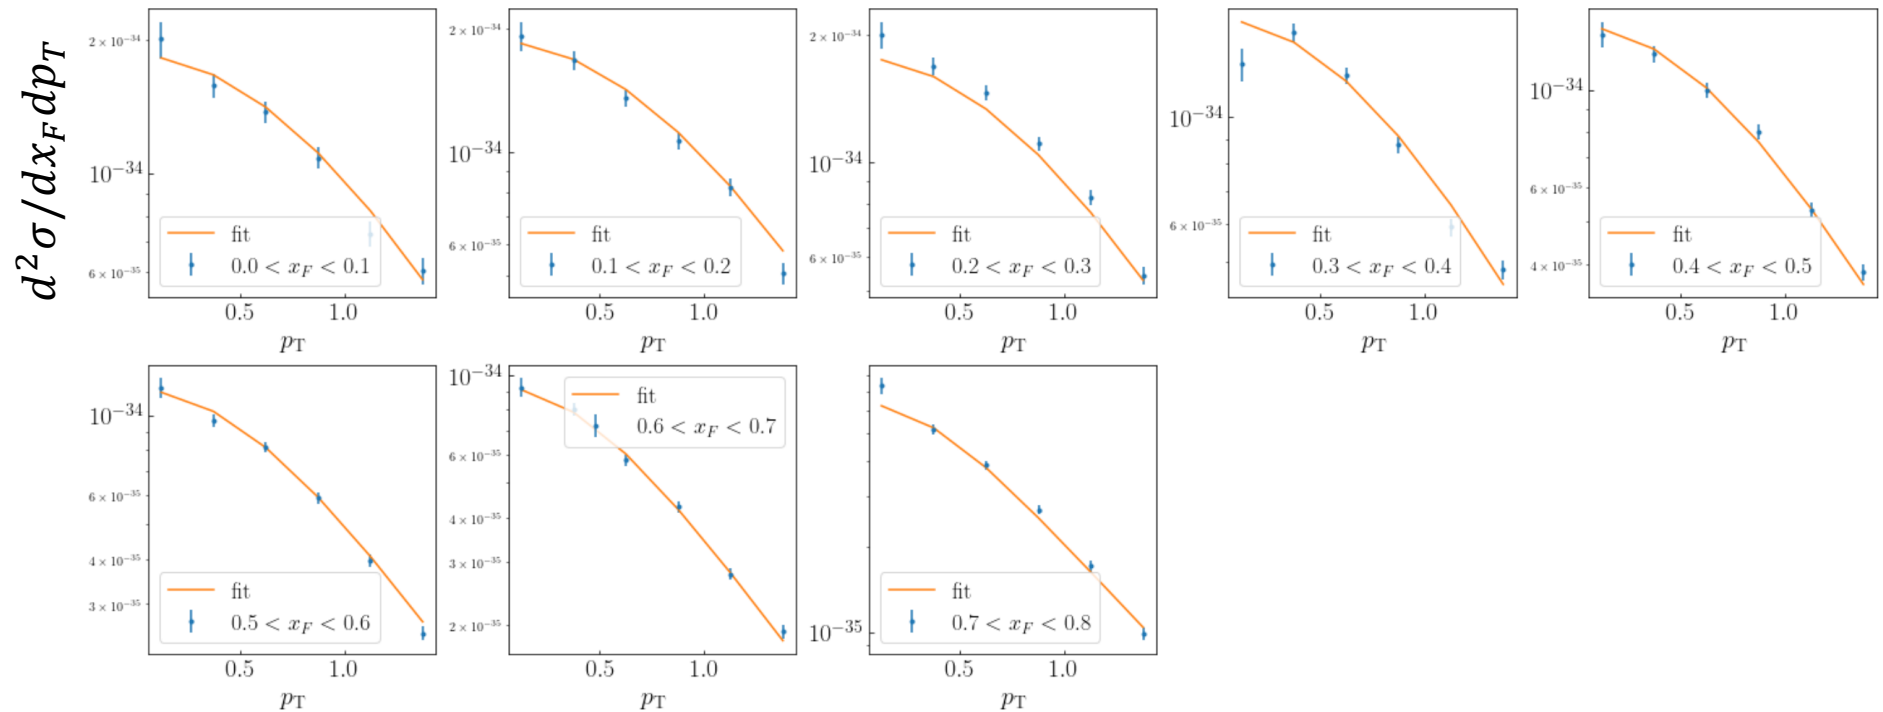 d²σ/dx_F dp_T
2 × 10⁻³⁴
10⁻³⁴
6 × 10⁻³⁵
fit
0.0 < x_F < 0.1
0.5 1.0
p_T
2 × 10⁻³⁴
10⁻³⁴
6 × 10⁻³⁵
fit
0.1 < x_F < 0.2
0.5 1.0
p_T
2 × 10⁻³⁴
10⁻³⁴
6 × 10⁻³⁵
fit
0.2 < x_F < 0.3
0.5 1.0
p_T
10⁻³⁴
6 × 10⁻³⁵
fit
0.3 < x_F < 0.4
0.5 1.0
p_T
10⁻³⁴
6 × 10⁻³⁵
4 × 10⁻³⁵
fit
0.4 < x_F < 0.5
0.5 1.0
p_T
10⁻³⁴
6 × 10⁻³⁵
4 × 10⁻³⁵
3 × 10⁻³⁵
fit
0.5 < x_F < 0.6
0.5 1.0
p_T
10⁻³⁴
6 × 10⁻³⁵
4 × 10⁻³⁵
3 × 10⁻³⁵
2 × 10⁻³⁵
fit
0.6 < x_F < 0.7
0.5 1.0
p_T
10⁻³⁵
fit
0.7 < x_F < 0.8
0.5 1.0
p_T